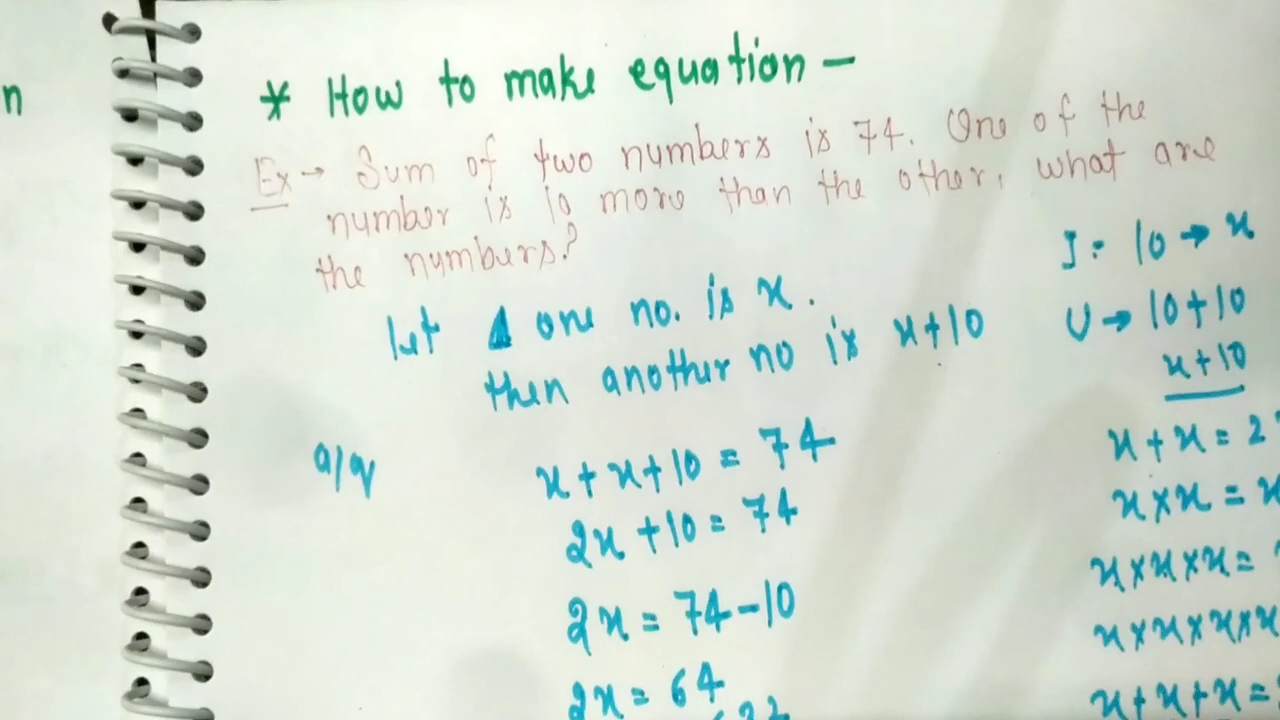 n
* How to make equation –
Ex → Sum of two numbers is 74. One of the
number is 10 more than the other, what are
the numbers?
let one no. is x.
then another no is x+10
I = 10 → x
U → 10+10
x+10
a/q
x + x+10 = 74
2x +10 = 74
2x = 74-10
2x = 64
x + x = 2
x × x = x
x×x×x =
x×x×x×x
x+x+x =